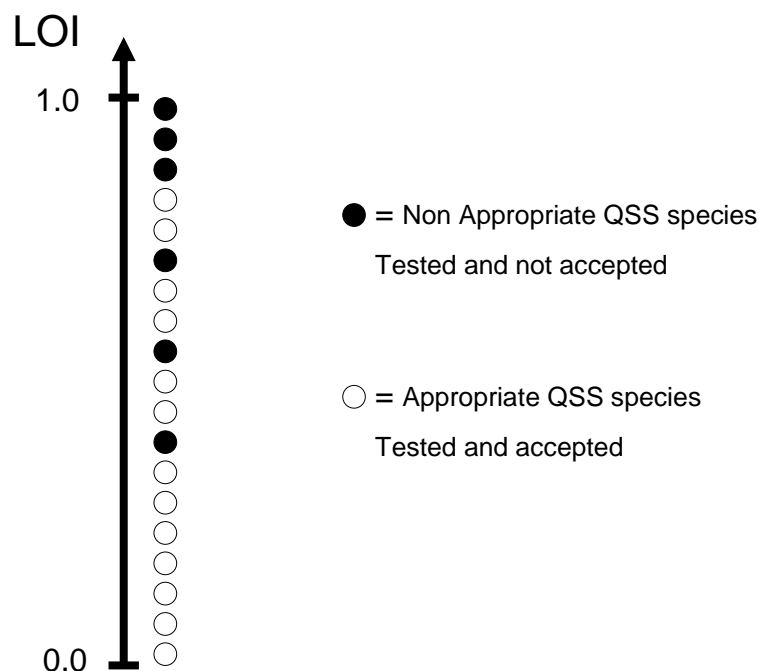 LOI
1.0
= Non Appropriate QSS species
Tested and not accepted
= Appropriate QSS species
Tested and accepted
0.0